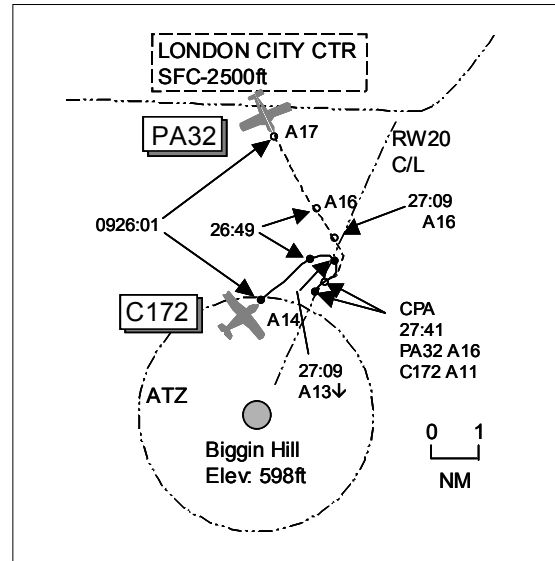 LONDON CITY CTR
SFC-2500ft
PA32
A17
RW20
C/L
A16
27:09
A16
0926:01
26:49
C172
A14
CPA
27:41
PA32 A16
C172 A11
27:09
A13↓
ATZ
Biggin Hill
Elev: 598ft
0 1
NM